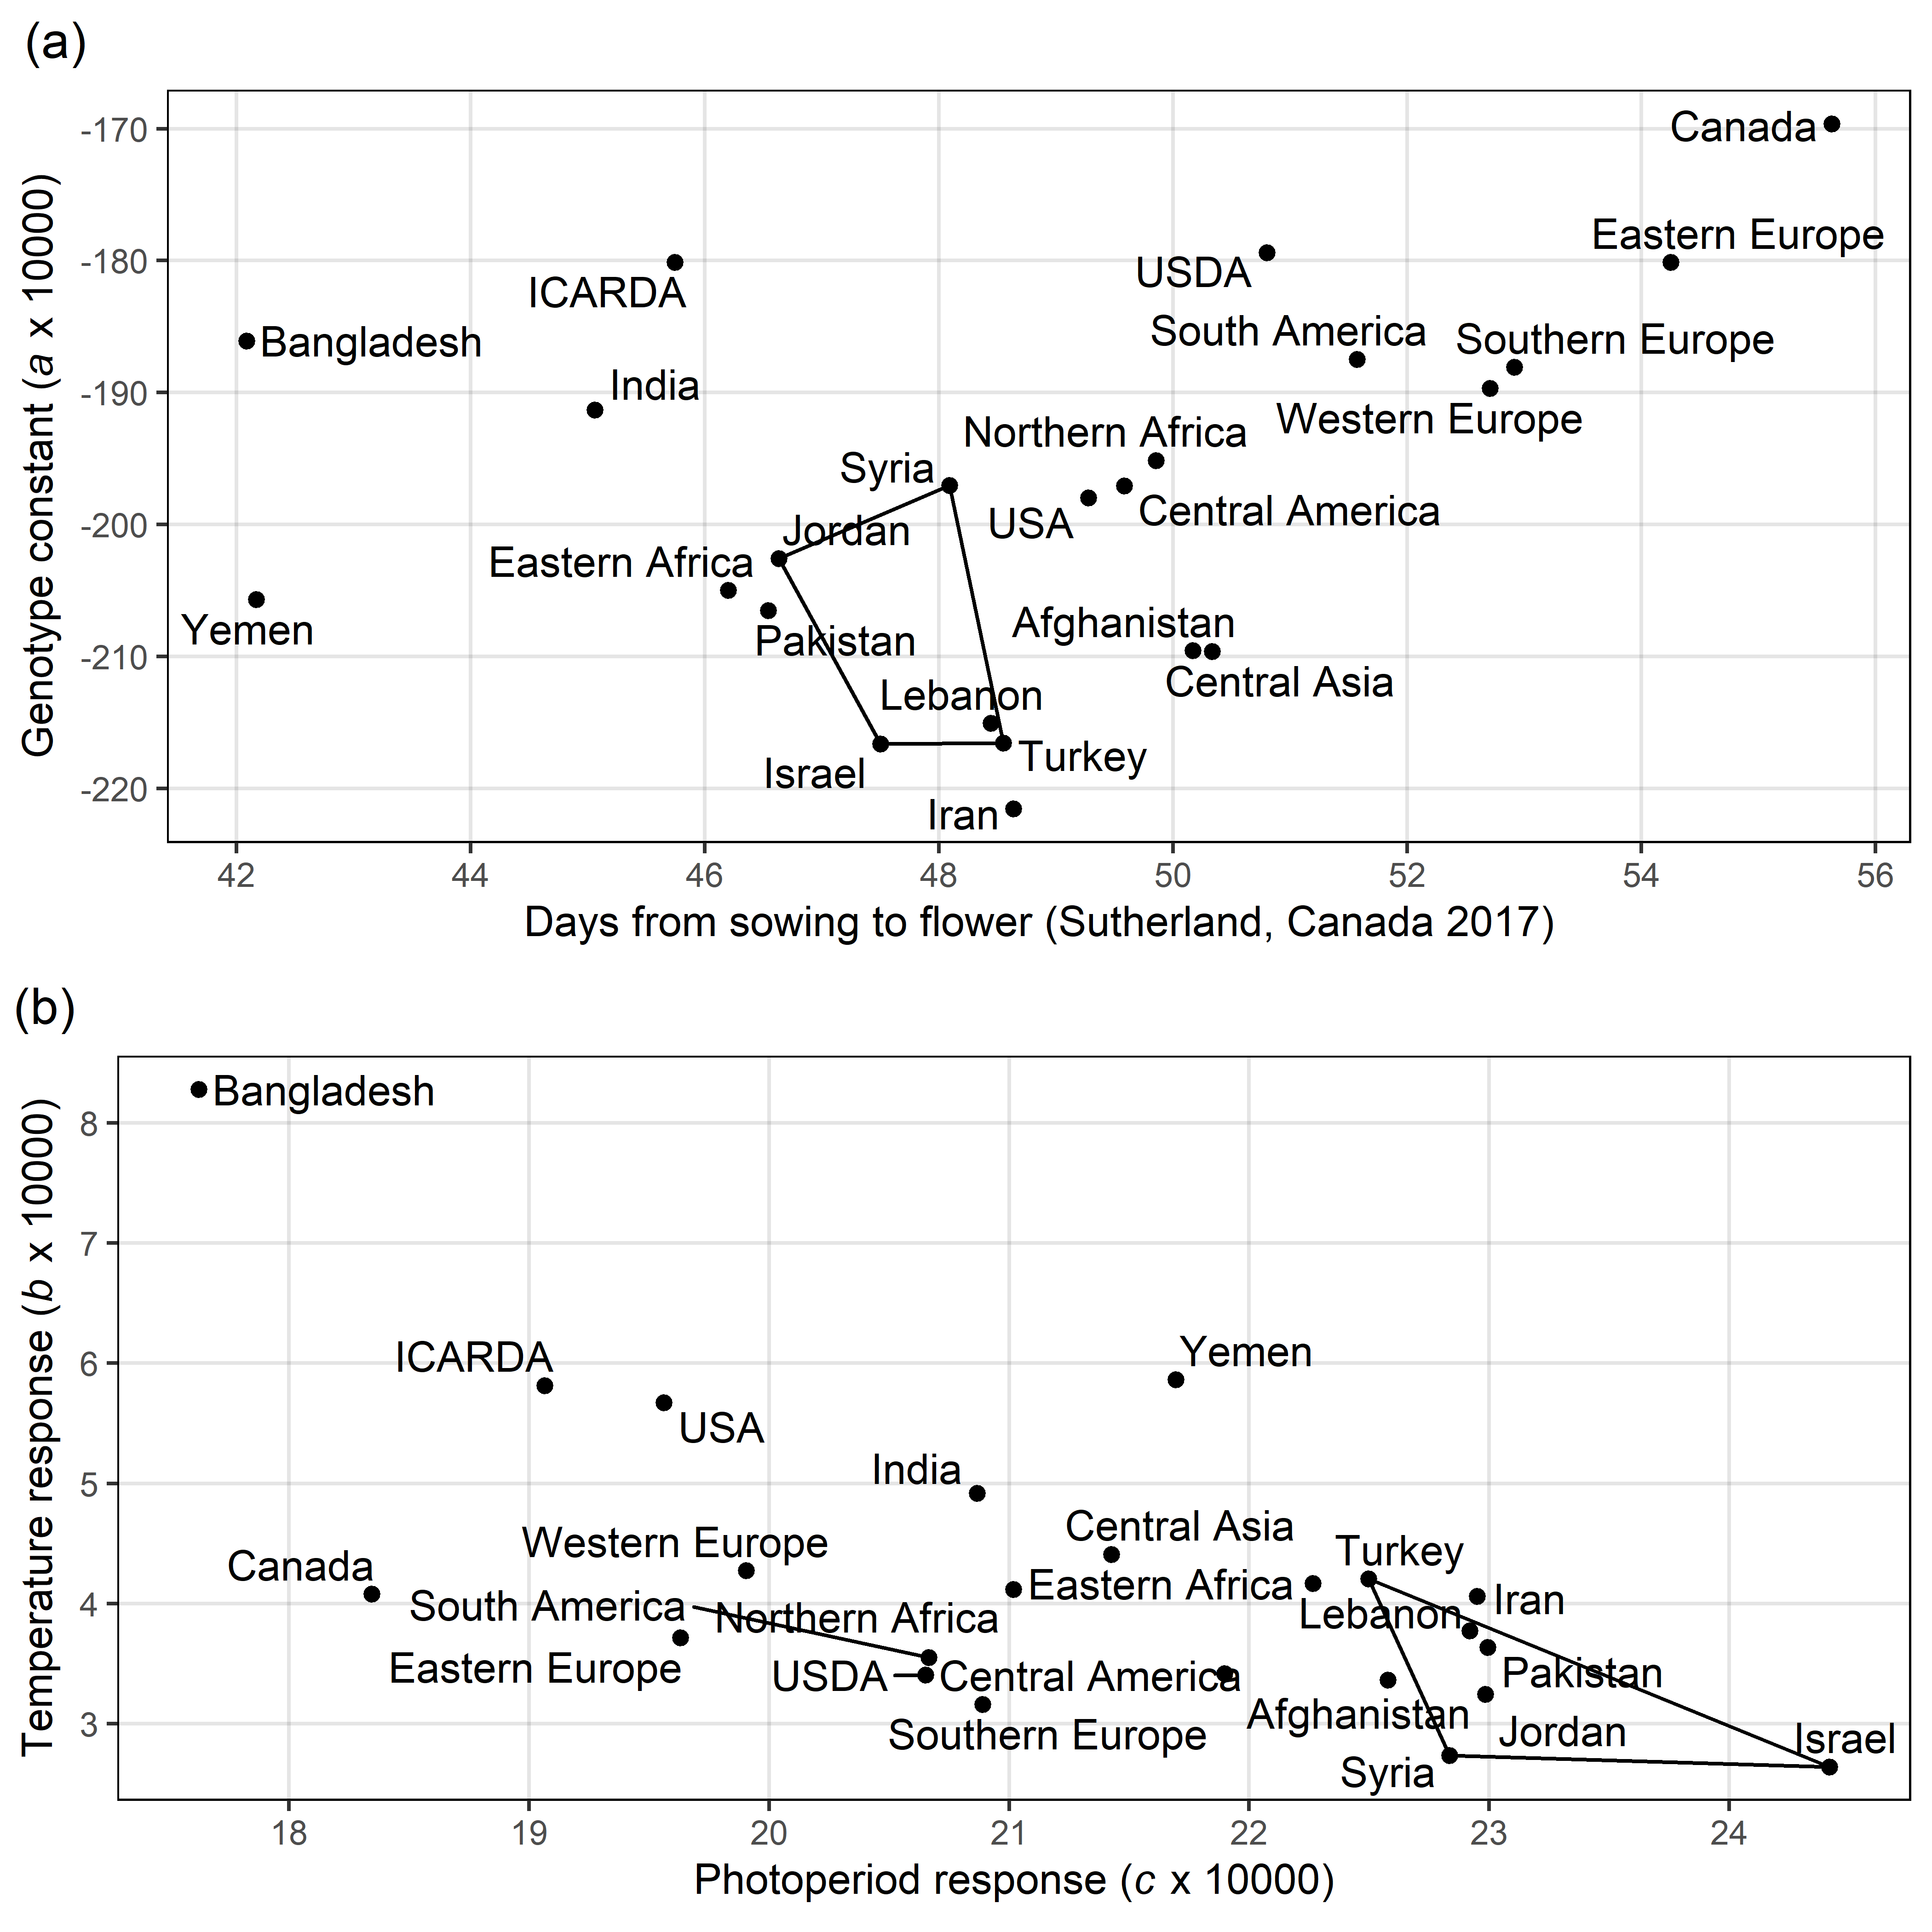 (a)
Genotype constant (a x 10000)
-170
-180
-190
-200
-210
-220
Canada
Eastern Europe
USDA
ICARDA
South America
Southern Europe
Bangladesh
India
Western Europe
Northern Africa
Syria
Central America
USA
Jordan
Eastern Africa
Yemen
Pakistan
Afghanistan
Central Asia
Lebanon
Turkey
Israel
Iran
42
44
46
48
50
52
54
56
Days from sowing to flower (Sutherland, Canada 2017)
(b)
Temperature response (b x 10000)
8
7
6
5
4
3
Bangladesh
ICARDA
Yemen
USA
India
Central Asia
Western Europe
Turkey
Canada
Eastern Africa
Iran
South America
Northern Africa
Lebanon
Eastern Europe
USDA
Central America
Pakistan
Afghanistan
Southern Europe
Jordan
Israel
Syria
18
19
20
21
22
23
24
Photoperiod response (c x 10000)